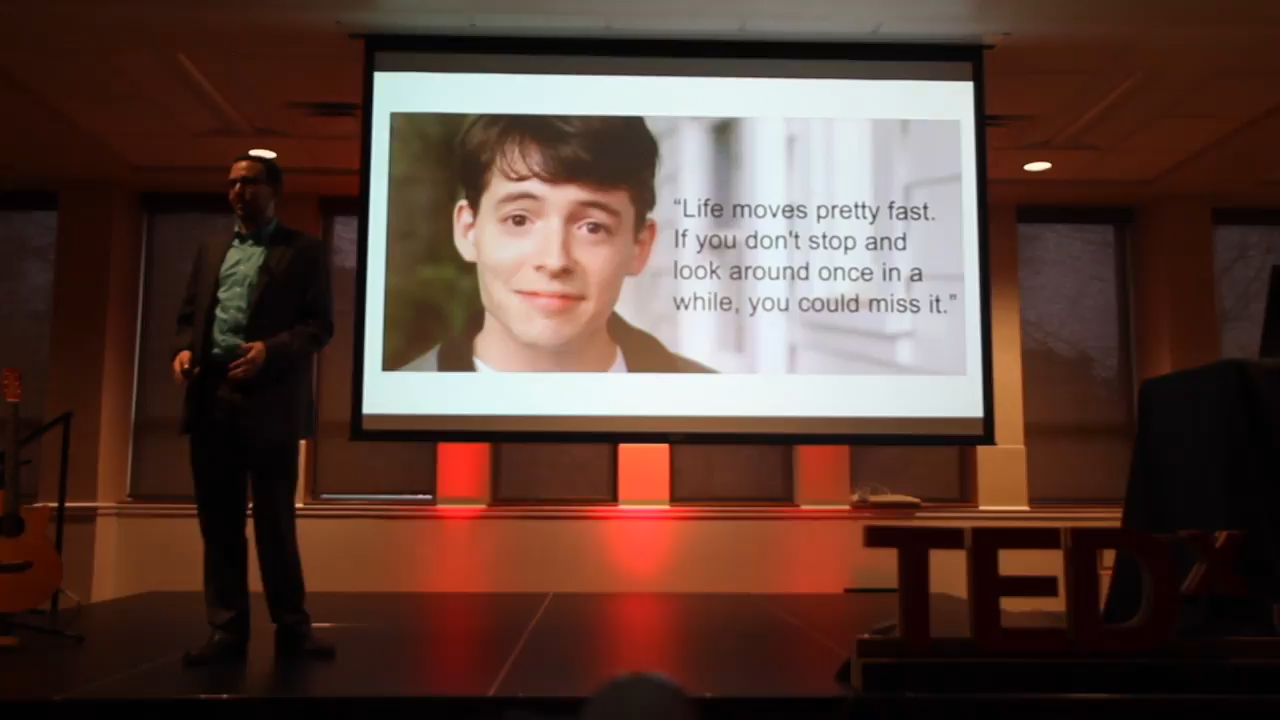 “Life moves pretty fast.
If you don't stop and
look around once in a
while, you could miss it.”
TEDx